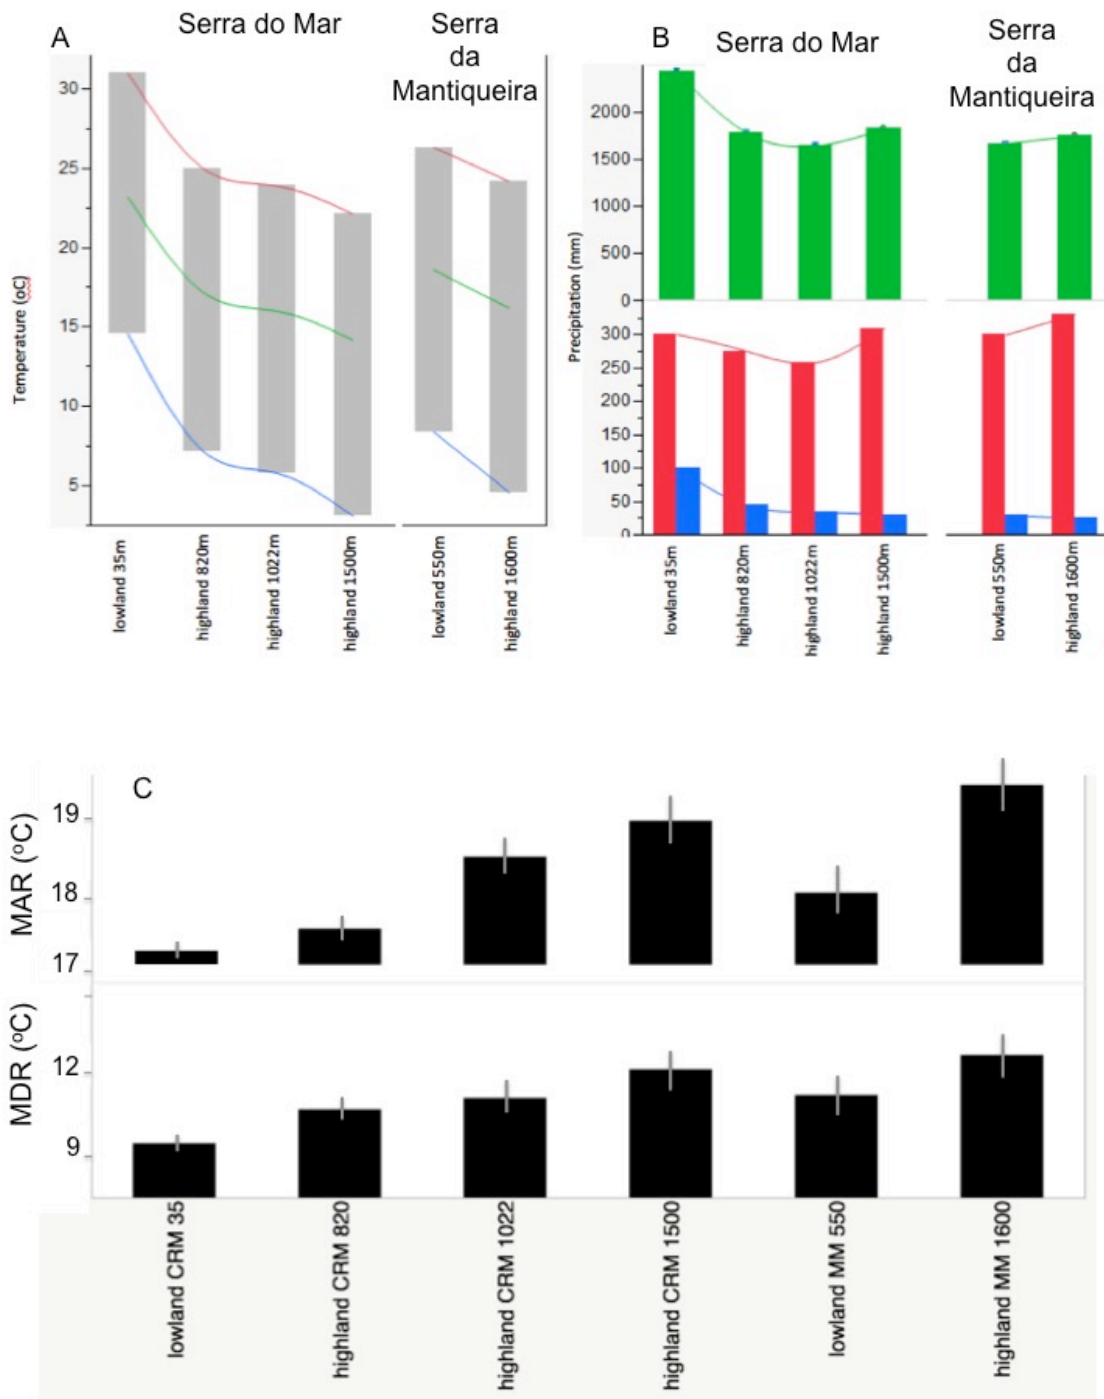 A
Serra do Mar
Serra
da
Mantiqueira
30
25
20
15
10
5
Temperature (oC)
lowland 35m
highland 820m
highland 1022m
highland 1500m
lowland 550m
highland 1600m
B
Serra do Mar
Serra
da
Mantiqueira
2000
1500
1000
500
0
300
250
200
150
100
50
0
Precipitation (mm)
lowland 35m
highland 820m
highland 1022m
highland 1500m
lowland 550m
highland 1600m
C
MAR (ºC)
19
18
17
MDR (ºC)
12
9
lowland CRM 35
highland CRM 820
highland CRM 1022
highland CRM 1500
lowland MM 550
highland MM 1600